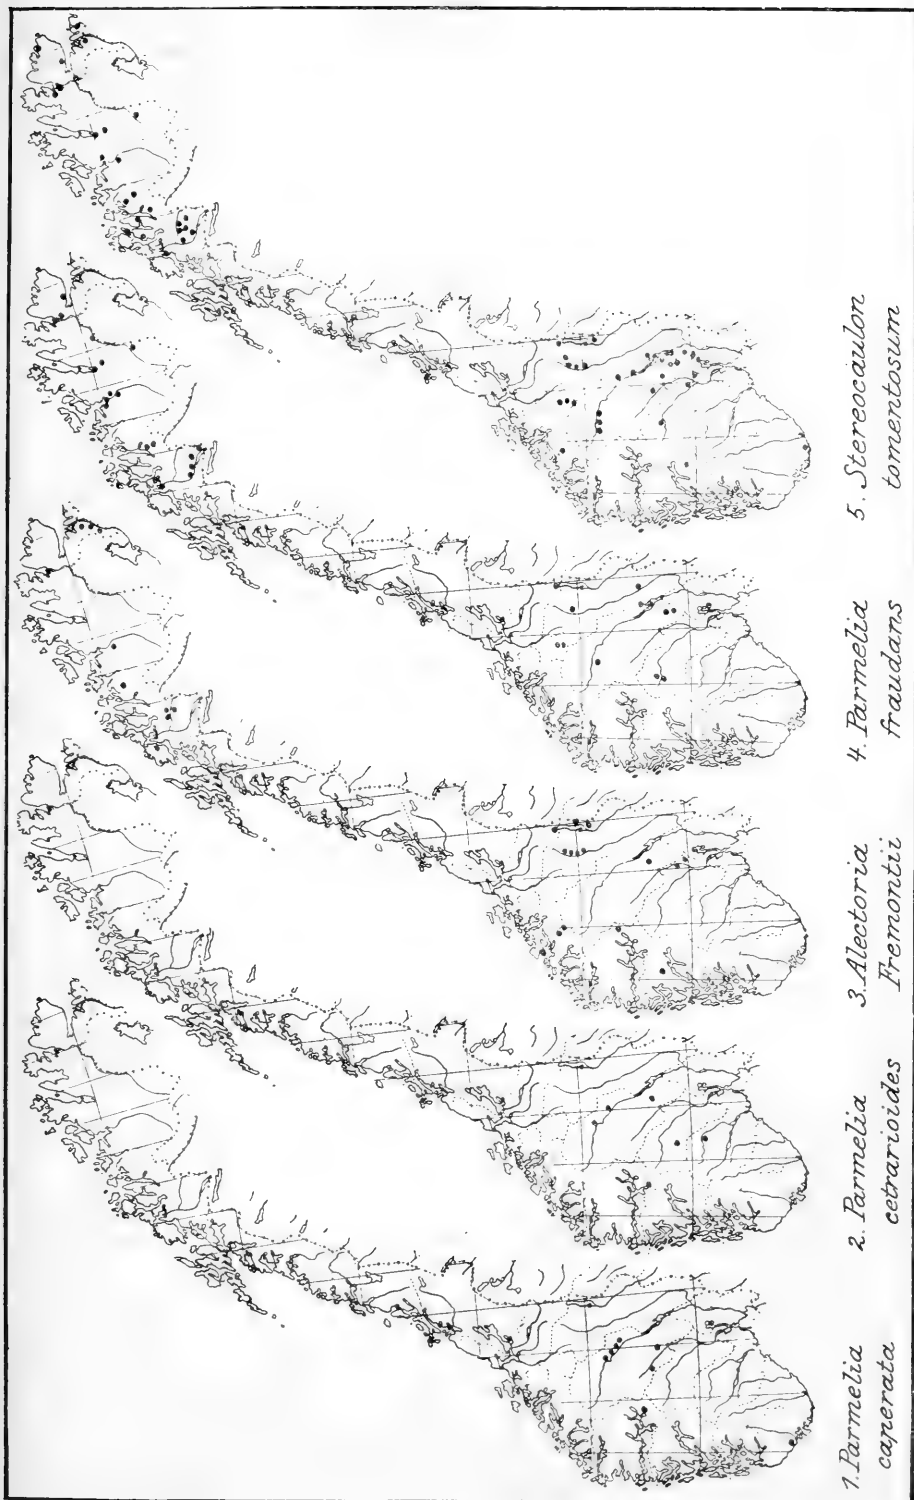 1. Parmelia
caperata
2. Parmelia
cetrarioides
3. Alectoria
Fremontii
4. Parmelia
fraudans
5. Stereocaulon
tomentosum